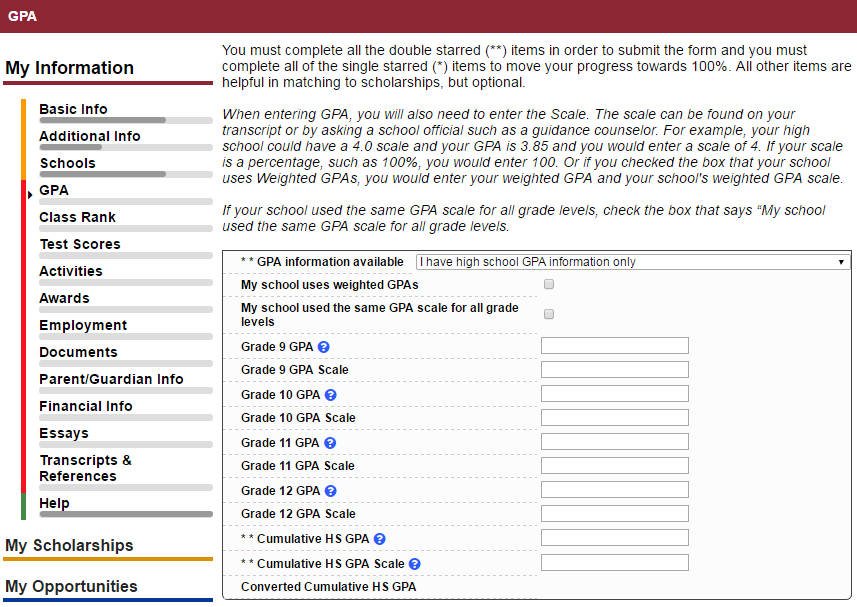 GPA
My Information
Basic Info
Additional Info
Schools
GPA
Class Rank
Test Scores
Activities
Awards
Employment
Documents
Parent/Guardian Info
Financial Info
Essays
Transcripts &
References
Help
My Scholarships
My Opportunities
You must complete all the double starred (**) items in order to submit the form and you must
complete all of the single starred (*) items to move your progress towards 100%. All other items are
helpful in matching to scholarships, but optional.
When entering GPA, you will also need to enter the Scale. The scale can be found on your
transcript or by asking a school official such as a guidance counselor. For example, your high
school could have a 4.0 scale and your GPA is 3.85 and you would enter a scale of 4. If your scale
is a percentage, such as 100%, you would enter 100. Or if you checked the box that your school
uses Weighted GPAs, you would enter your weighted GPA and your school's weighted GPA scale.
If your school used the same GPA scale for all grade levels, check the box that says “My school
used the same GPA scale for all grade levels.
* * GPA information available I have high school GPA information only
My school uses weighted GPAs
My school used the same GPA scale for all grade
levels
Grade 9 GPA ?
Grade 9 GPA Scale
Grade 10 GPA ?
Grade 10 GPA Scale
Grade 11 GPA ?
Grade 11 GPA Scale
Grade 12 GPA ?
Grade 12 GPA Scale
* * Cumulative HS GPA ?
* * Cumulative HS GPA Scale ?
Converted Cumulative HS GPA